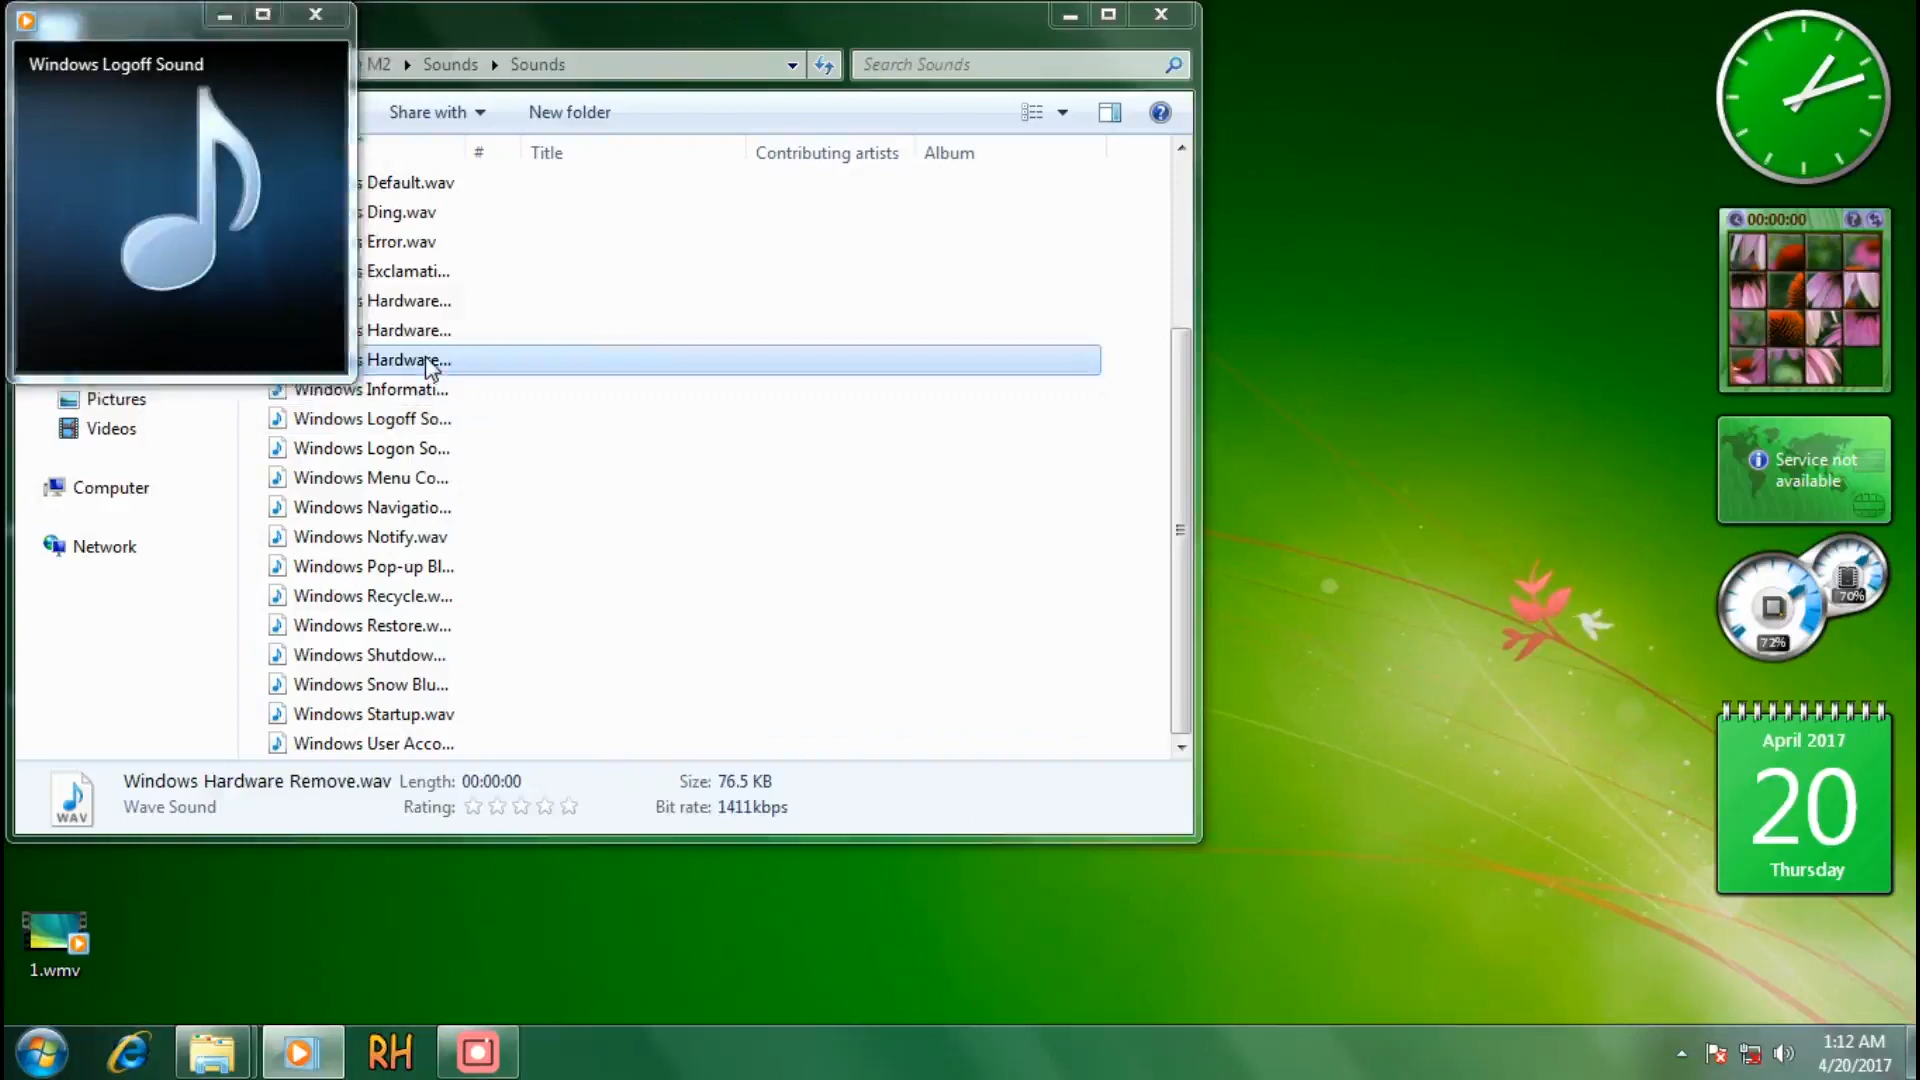 Windows Logoff Sound
M2 Sounds Sounds
Search Sounds
Share with
New folder
# Title Contributing artists Album
s Default.wav
s Ding.wav
s Error.wav
s Exclamati...
s Hardware...
s Hardware...
s Hardware...
Windows Informati...
Windows Logoff So...
Windows Logon So...
Windows Menu Co...
Windows Navigatio...
Windows Notify.wav
Windows Pop-up Bl...
Windows Recycle.w...
Windows Restore.w...
Windows Shutdow...
Windows Snow Blu...
Windows Startup.wav
Windows User Acco...
Pictures
Videos
Computer
Network
Windows Hardware Remove.wav Length: 00:00:00 Size: 76.5 KB
Wave Sound Rating: Bit rate: 1411kbps
WAV
1.wmv
00:00:00
Service not
available
70%
72%
April 2017
20
Thursday
RH
1:12 AM
4/20/2017